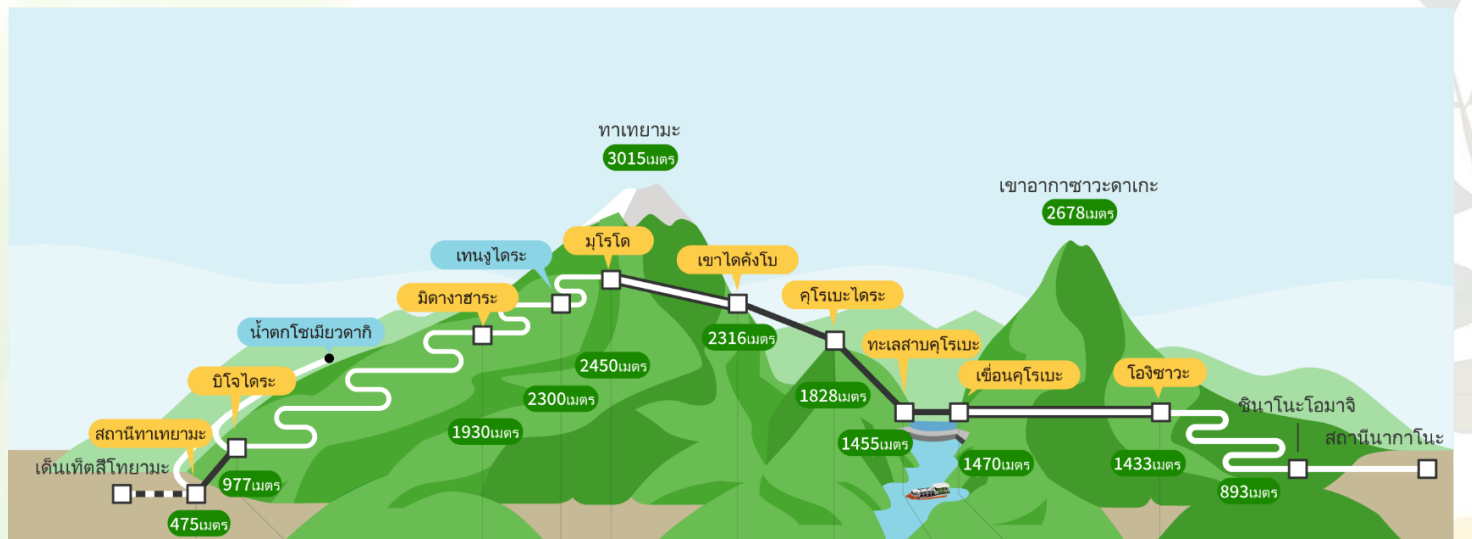 ทาเทยามะ
3015เมตร
เขาอากาซาวะดาเกะ
2678เมตร
มุโรโด
เทนงูไดระ
เขาไดคังโบ
มิดางาฮาระ
คุโรเบะไดระ
น้ำตกโชเมียวดากิ
2316เมตร
ทะเลสาบคุโรเบะ
2450เมตร
บิโจไดระ
เขื่อนคุโรเบะ
โองิซาวะ
2300เมตร
1828เมตร
ชินาโนะโอมาจิ
สถานีทาเทยามะ
1930เมตร
สถานีนากาโนะ
1455เมตร
เด็นเท็ตสึโทยามะ
1470เมตร
1433เมตร
977เมตร
893เมตร
475เมตร